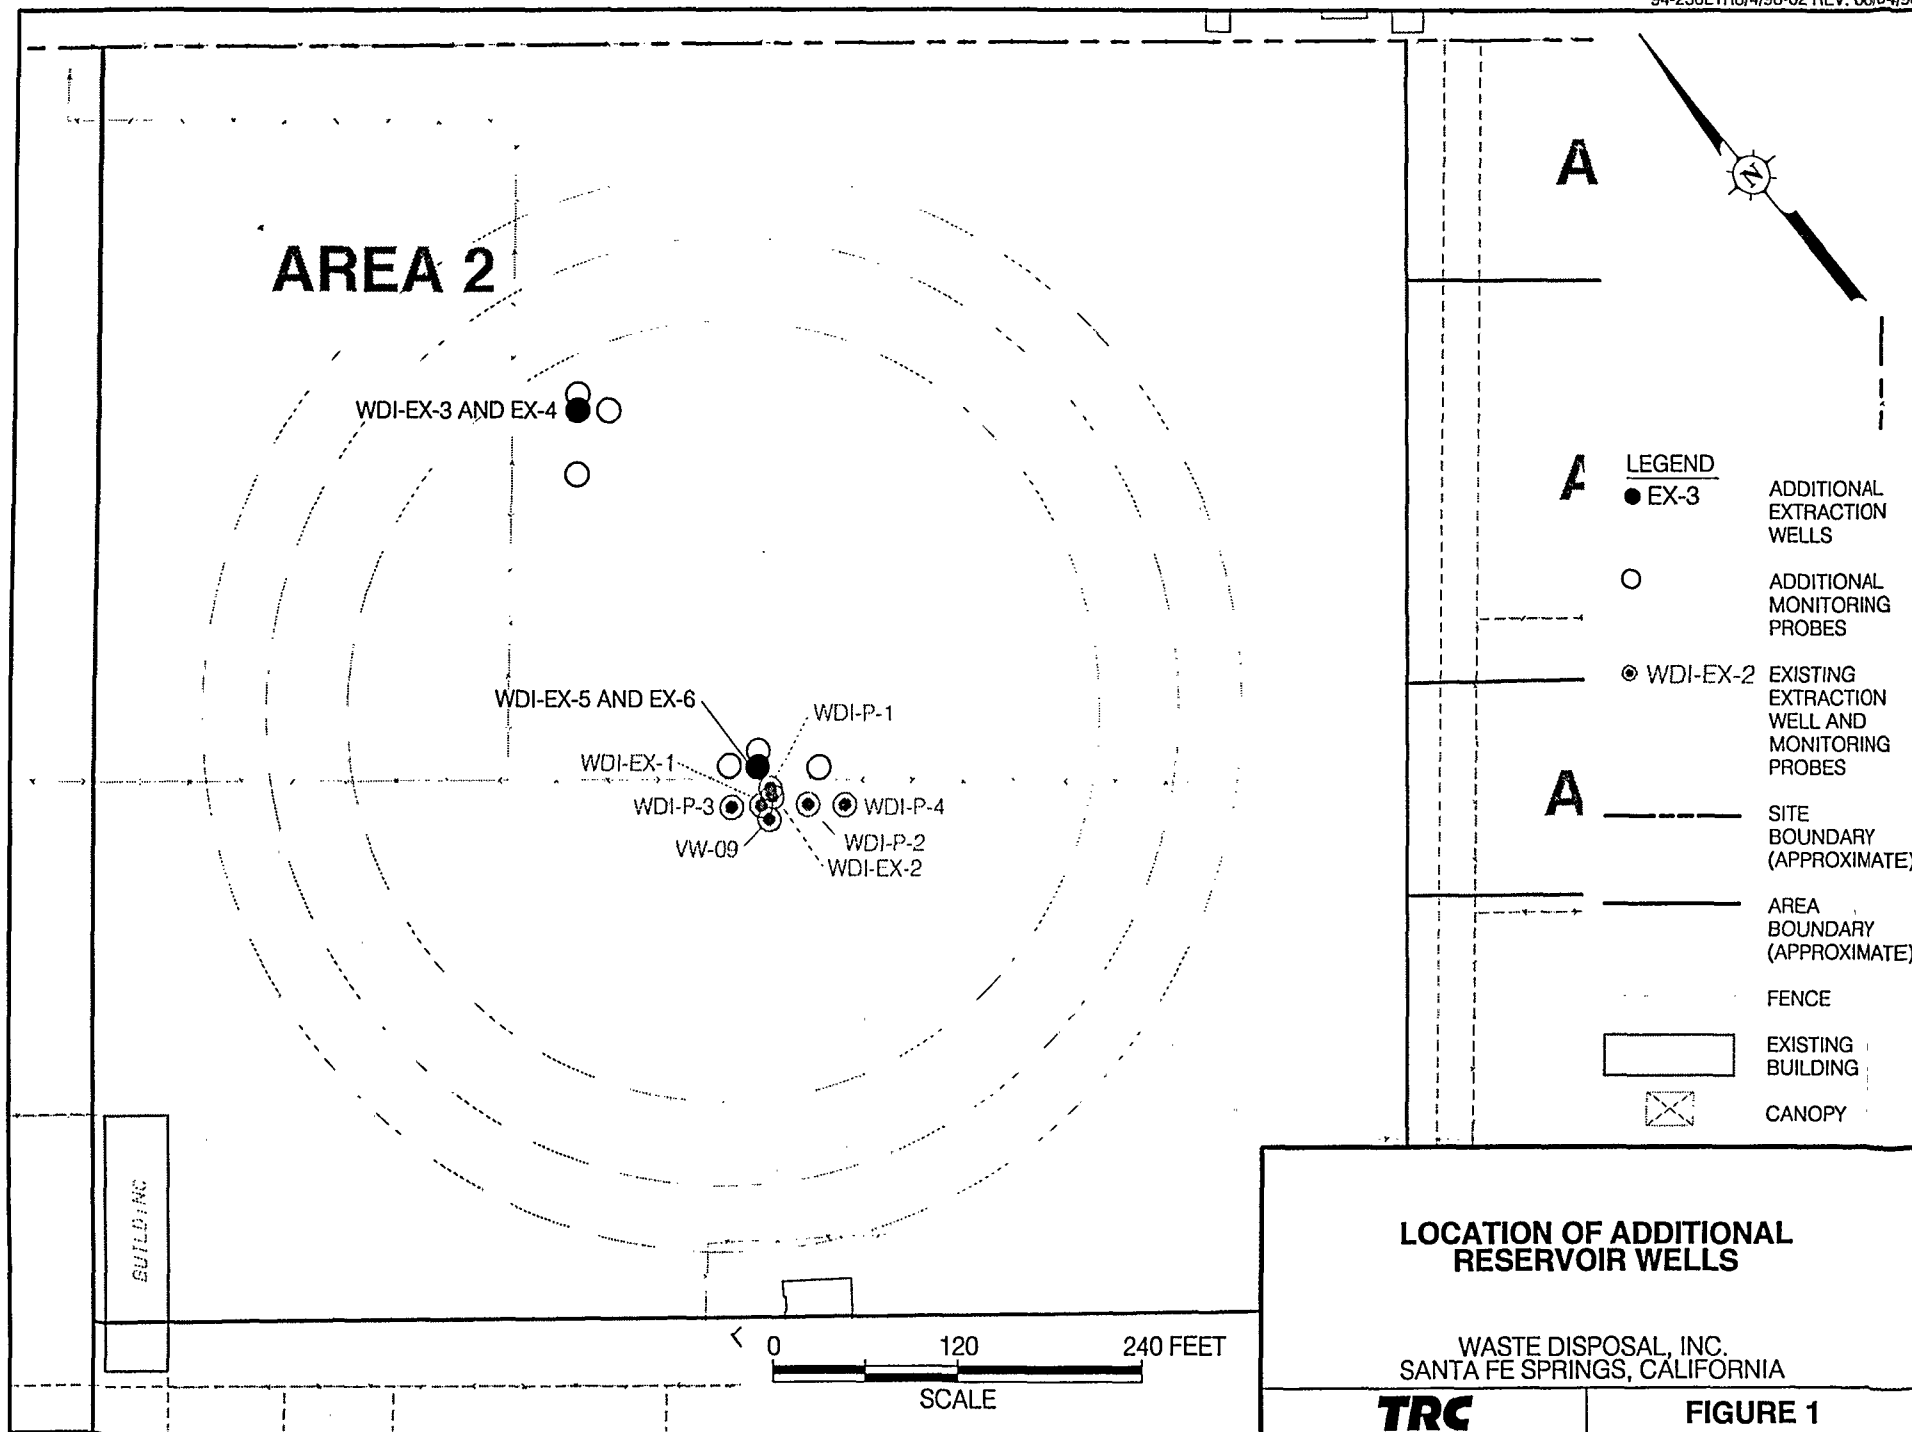 AREA 2
A
A
A
WDI-EX-3 AND EX-4
WDI-EX-5 AND EX-6
WDI-P-1
WDI-EX-1
WDI-P-3
WDI-P-4
VW-09
WDI-P-2
WDI-EX-2
BUILDING
N
LEGEND
EX-3
ADDITIONAL
EXTRACTION
WELLS
ADDITIONAL
MONITORING
PROBES
WDI-EX-2
EXISTING
EXTRACTION
WELL AND
MONITORING
PROBES
SITE
BOUNDARY
(APPROXIMATE)
AREA
BOUNDARY
(APPROXIMATE)
FENCE
EXISTING
BUILDING
CANOPY
0 120 240 FEET
SCALE
LOCATION OF ADDITIONAL
RESERVOIR WELLS
WASTE DISPOSAL, INC.
SANTA FE SPRINGS, CALIFORNIA
TRC
FIGURE 1